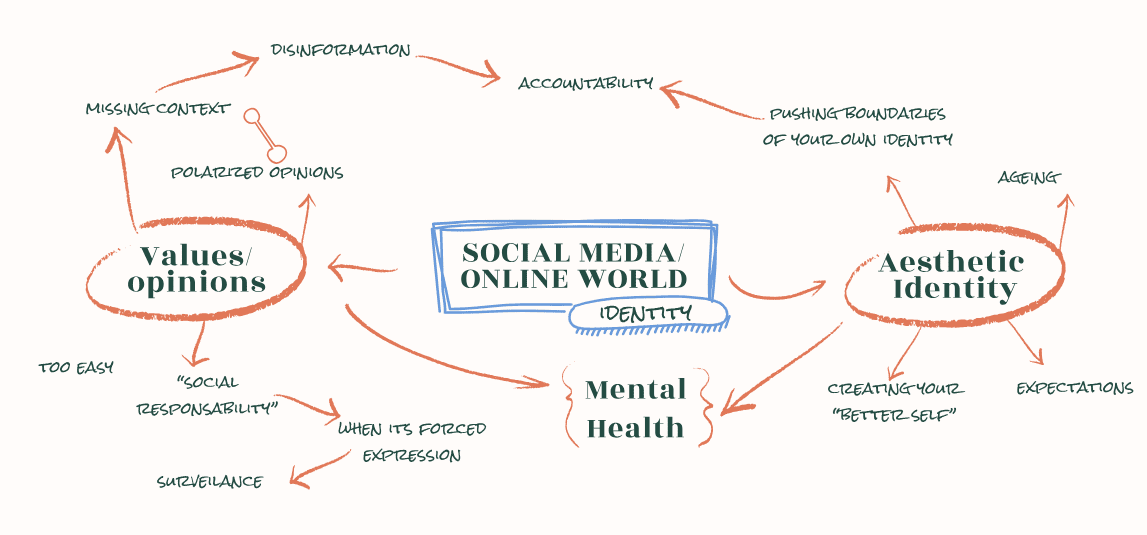 DISINFORMATION
ACCOUNTABILITY
MISSING CONTEXT
PUSHING BOUNDARIES
OF YOUR OWN IDENTITY
POLARIZED OPINIONS
AGEING
Values/
opinions
SOCIAL MEDIA/
ONLINE WORLD
IDENTITY
Aesthetic
Identity
TOO EASY
"SOCIAL
RESPONSABILITY"
Mental
Health
CREATING YOUR
"BETTER SELF"
EXPECTATIONS
WHEN ITS FORCED
EXPRESSION
SURVEILANCE